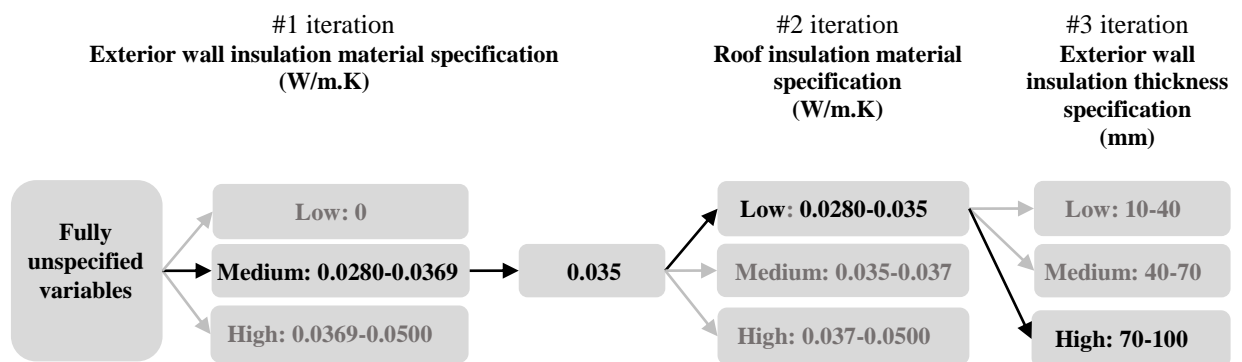 #1 iteration
Exterior wall insulation material specification
(W/m.K)
#2 iteration
Roof insulation material
specification
(W/m.K)
#3 iteration
Exterior wall
insulation thickness
specification
(mm)
Fully
unspecified
variables
Low: 0
Medium: 0.0280-0.0369
High: 0.0369-0.0500
0.035
Low: 0.0280-0.035
Medium: 0.035-0.037
High: 0.037-0.0500
Low: 10-40
Medium: 40-70
High: 70-100